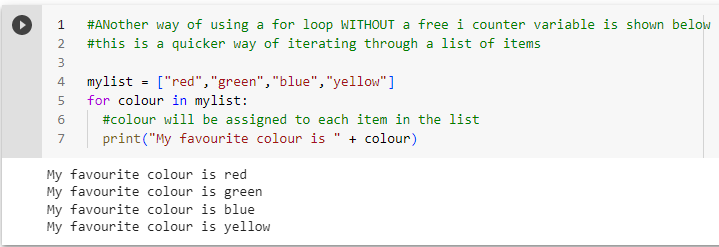 1 #ANother way of using a for loop WITHOUT a free i counter variable is shown below
2 #this is a quicker way of iterating through a list of items
3
4 mylist = ["red","green","blue","yellow"]
5 for colour in mylist:
6 #colour will be assigned to each item in the list
7 print("My favourite colour is " + colour)
My favourite colour is red
My favourite colour is green
My favourite colour is blue
My favourite colour is yellow